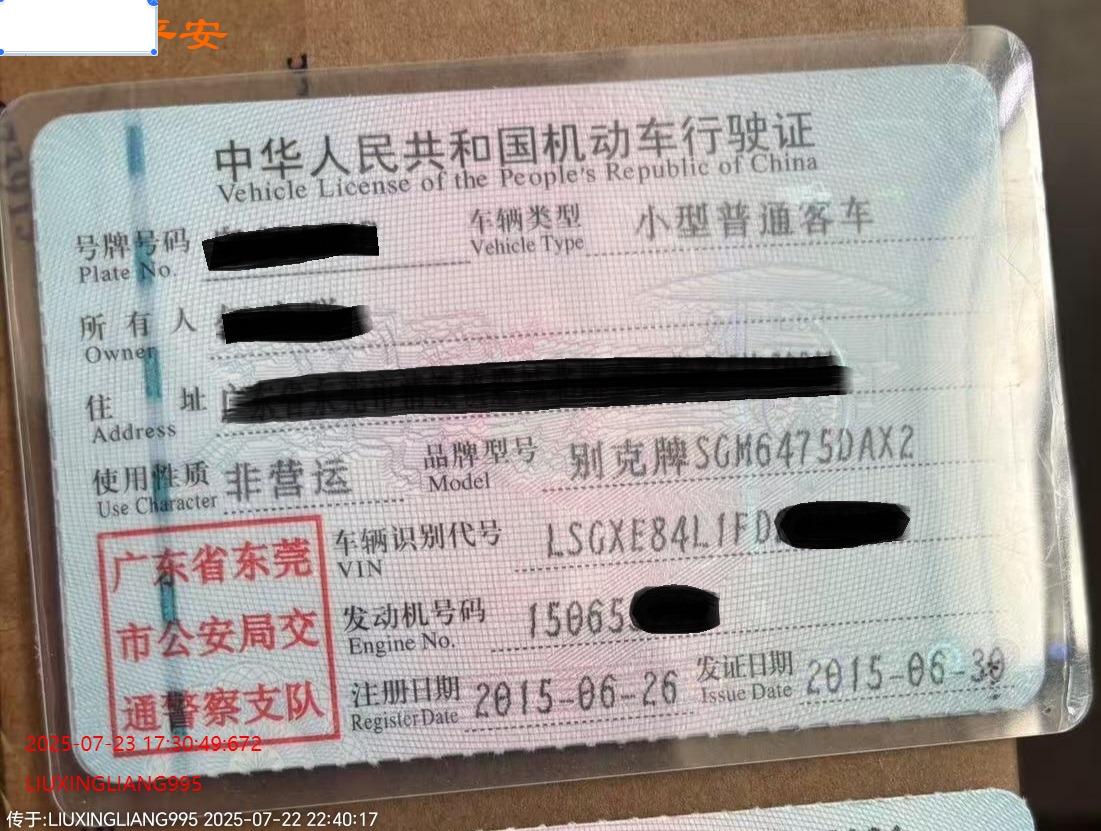 平安
中华人民共和国机动车行驶证
Vehicle License of the People's Republic of China
号牌号码
Plate No.
车辆类型 小型普通客车
Vehicle Type
所有人
Owner
住址
Address
使用性质 非营运
Use Character
品牌型号 别克牌SGM6475DAX2
Model
车辆识别代号 LSGXE84L1FD
VIN
发动机号码 15065
Engine No.
注册日期 2015-06-26
Register Date
发证日期 2015-06-30
Issue Date
广东省东莞
市公安局交
通警察支队
2025-07-23 17:30:49:672
LIUXINGLIANG995
传于:LIUXINGLIANG995 2025-07-22 22:40:17